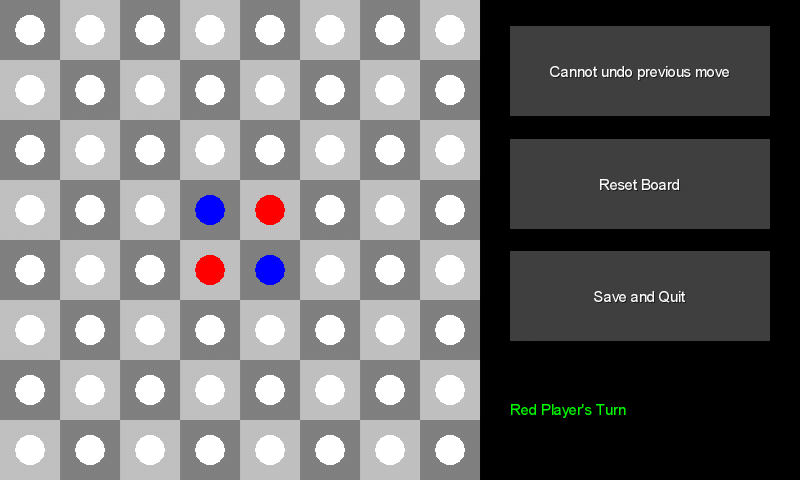 Cannot undo previous move
Reset Board
Save and Quit
Red Player's Turn